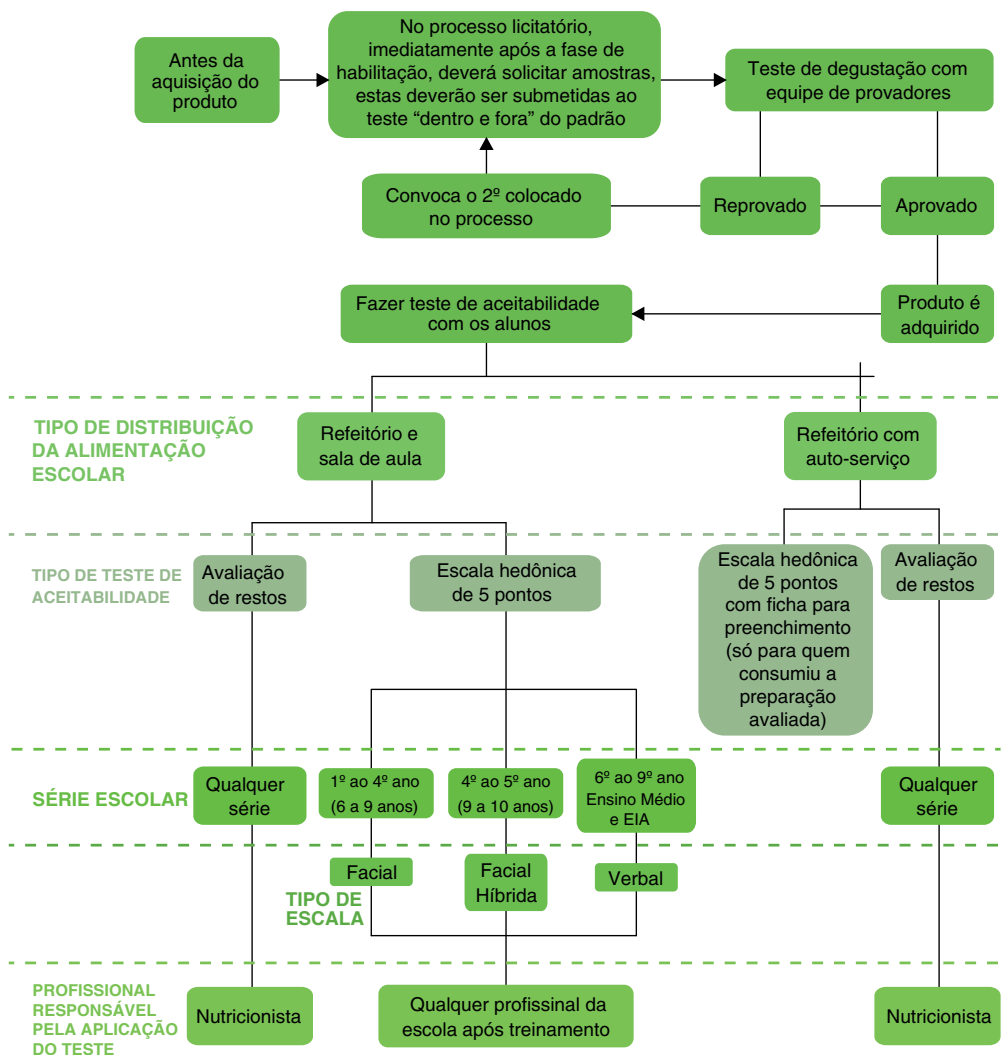 Antes da
aquisição do
produto
No processo licitatório,
imediatamente após a fase de
habilitação, deverá solicitar amostras,
estas deverão ser submetidas ao
teste “dentro e fora” do padrão
Teste de degustação com
equipe de provadores
Convoca o 2º colocado
no processo
Reprovado
Aprovado
Fazer teste de aceitabilidade
com os alunos
Produto é
adquirido
TIPO DE DISTRIBUIÇÃO
DA ALIMENTAÇÃO
ESCOLAR
Refeitório e
sala de aula
Refeitório com
auto-serviço
TIPO DE TESTE DE
ACEITABILIDADE
Avaliação
de restos
Escala hedônica
de 5 pontos
Escala hedônica
de 5 pontos
com ficha para
preenchimento
(só para quem
consumiu a
preparação
avaliada)
Avaliação
de restos
SÉRIE ESCOLAR
Qualquer
série
1º ao 4º ano
(6 a 9 anos)
4º ao 5º ano
(9 a 10 anos)
6º ao 9º ano
Ensino Médio
e EIA
Qualquer
série
TIPO DE
ESCALA
Facial
Facial
Híbrida
Verbal
PROFISSIONAL
RESPONSÁVEL
PELA APLICAÇÃO
DO TESTE
Nutricionista
Qualquer profissinal da
escola após treinamento
Nutricionista